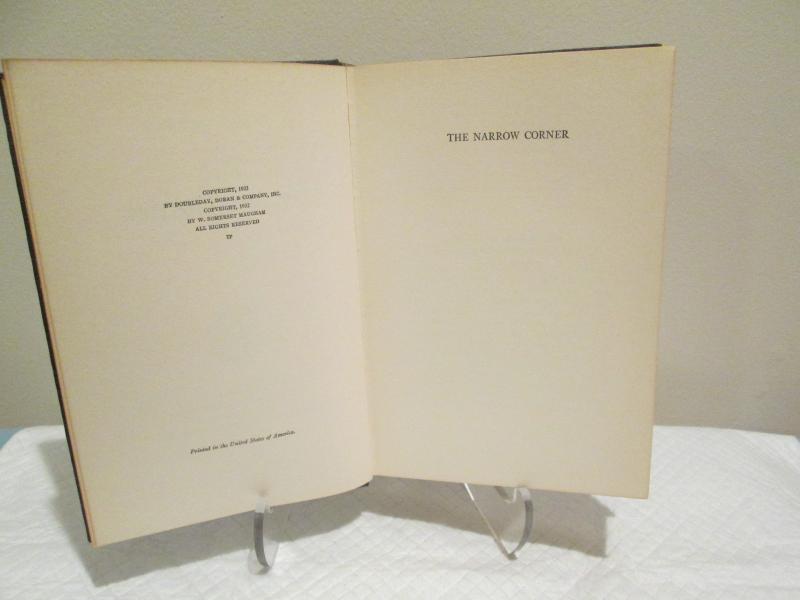 COPYRIGHT, 1932
BY DOUBLEDAY, DORAN & COMPANY, INC.
COPYRIGHT, 1932
BY W. SOMERSET MAUGHAM
ALL RIGHTS RESERVED
TP
Printed in the United States of America.
THE NARROW CORNER